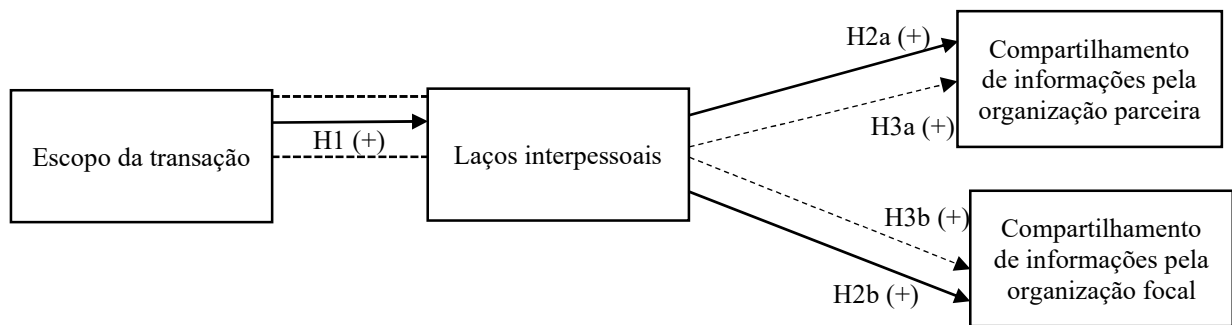 Escopo da transação
H1 (+)
Laços interpessoais
H2a (+)
H3a (+)
Compartilhamento
de informações pela
organização parceira
H3b (+)
H2b (+)
Compartilhamento
de informações pela
organização focal